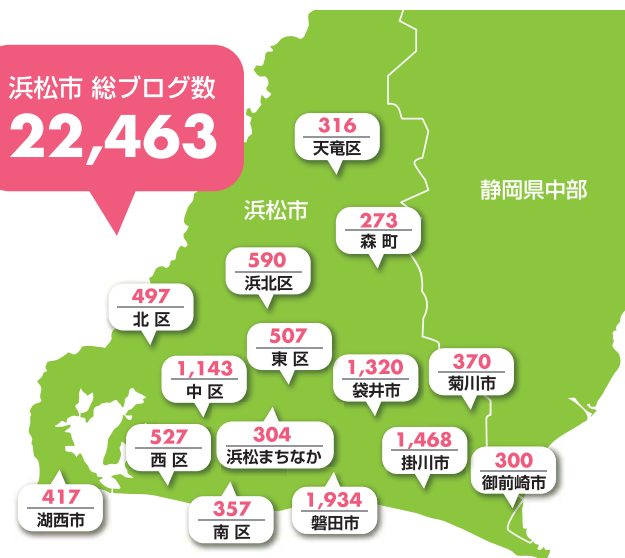 浜松市 総ブログ数
22,463
316
天竜区
静岡県中部
浜松市
273
森 町
590
浜北区
497
北 区
507
東 区
1,143
中 区
1,320
袋井市
370
菊川市
527
西 区
304
浜松まちなか
1,468
掛川市
300
御前崎市
417
湖西市
357
南 区
1,934
磐田市